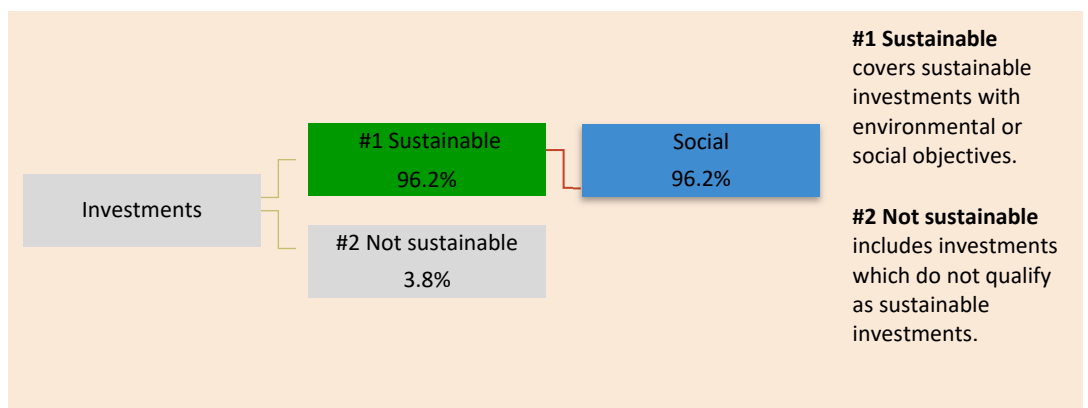 Investments
#1 Sustainable
96.2%
Social
96.2%
#2 Not sustainable
3.8%
#1 Sustainable
covers sustainable
investments with
environmental or
social objectives.
#2 Not sustainable
includes investments
which do not qualify
as sustainable
investments.